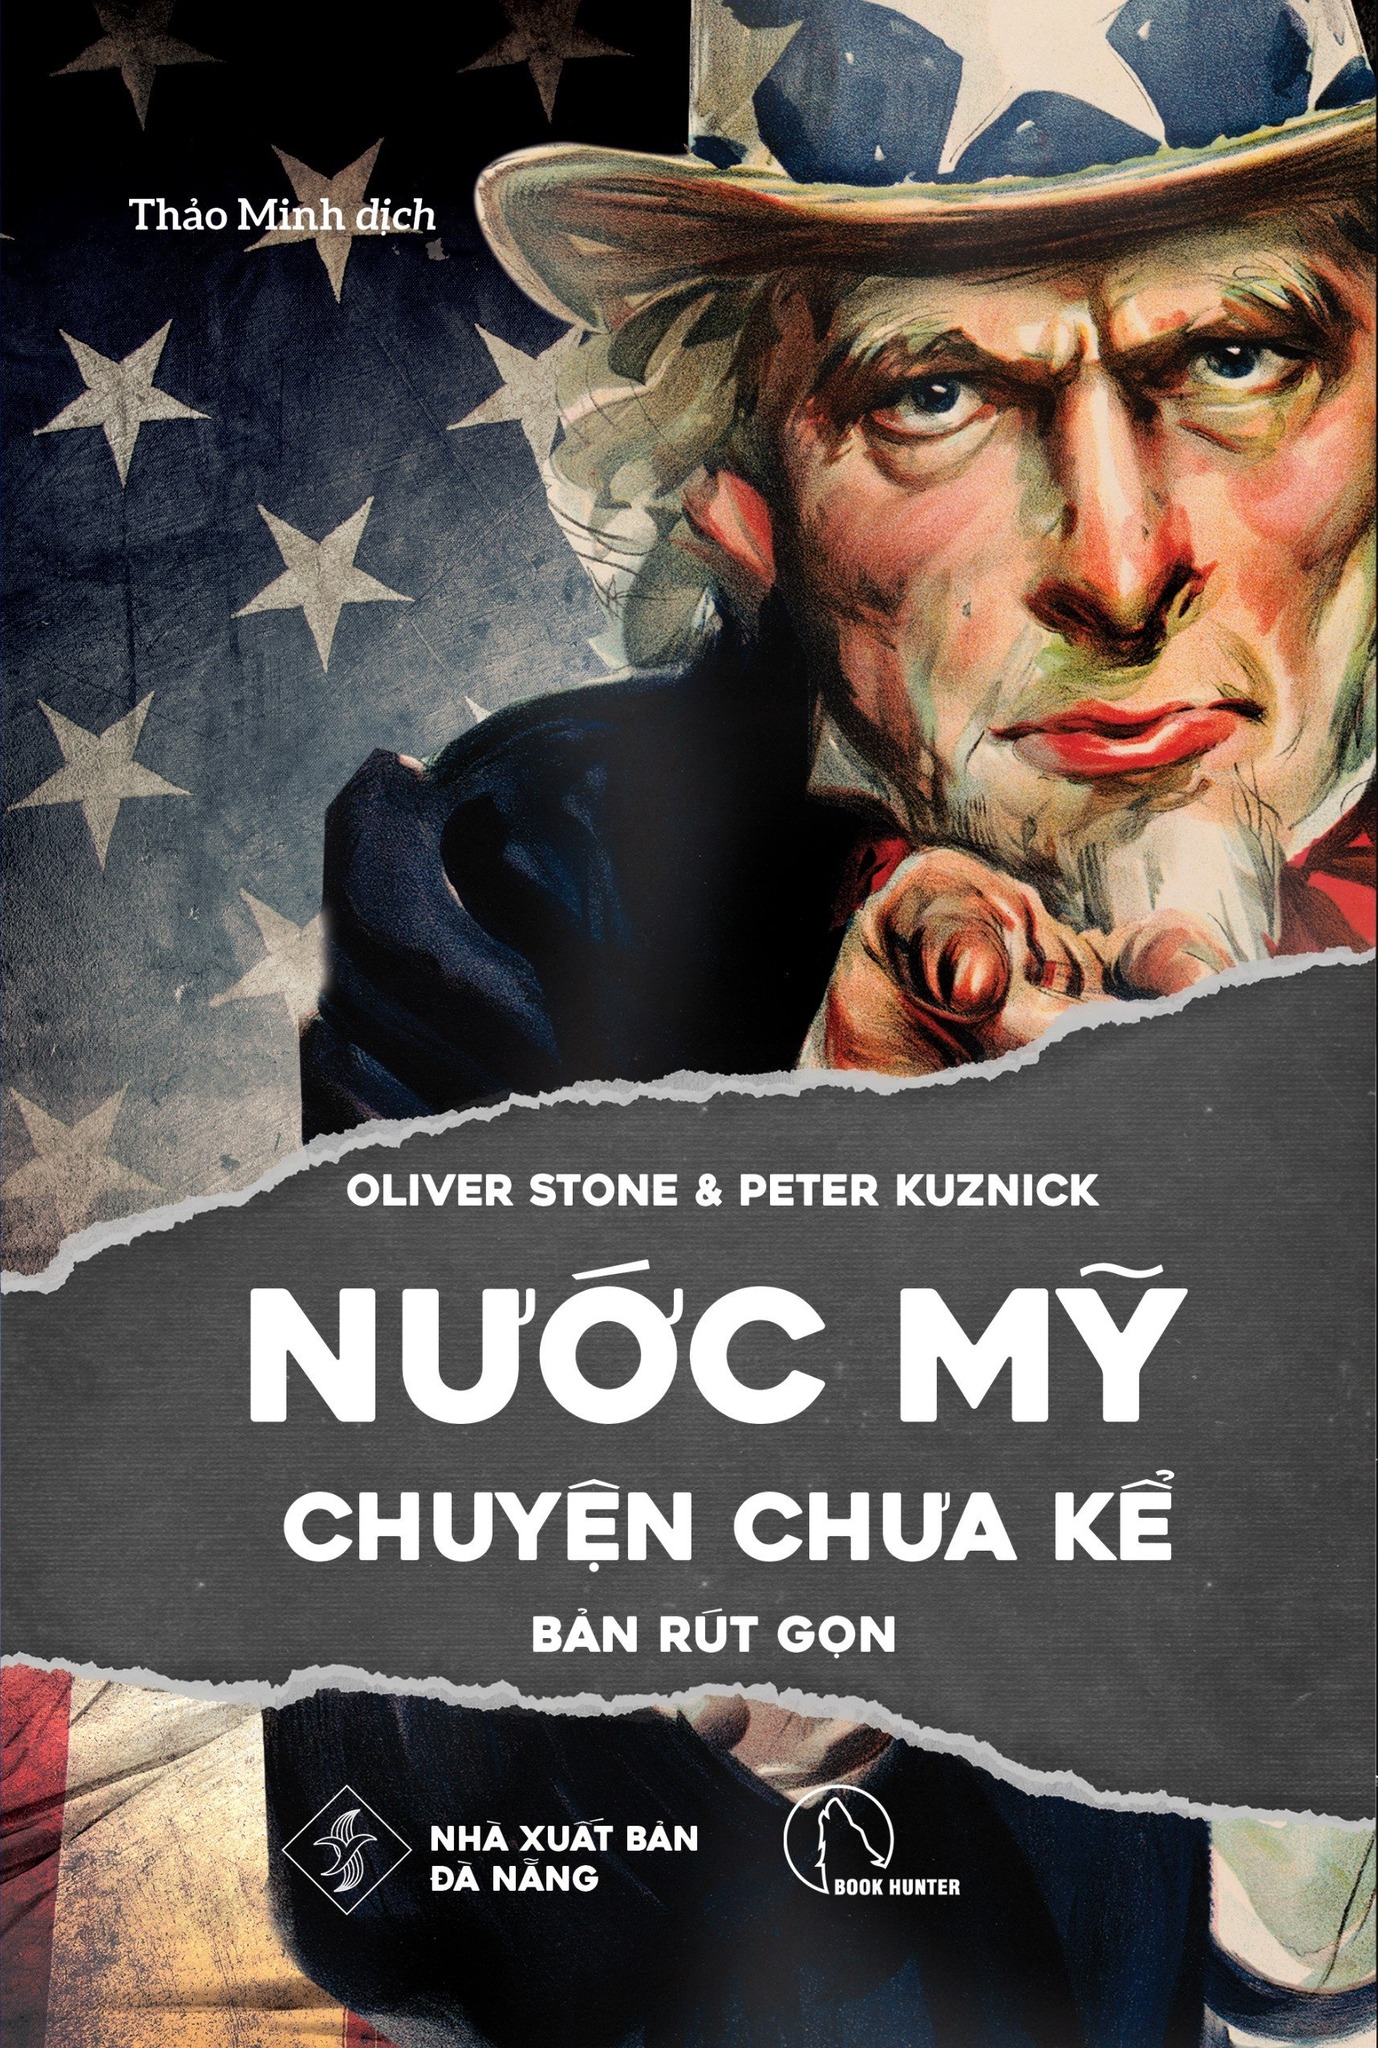 Thảo Minh dịch
OLIVER STONE & PETER KUZNICK
NƯỚC MỸ
CHUYỆN CHƯA KỂ
BẢN RÚT GỌN
NHÀ XUẤT BẢN
ĐÀ NẴNG
BOOK HUNTER